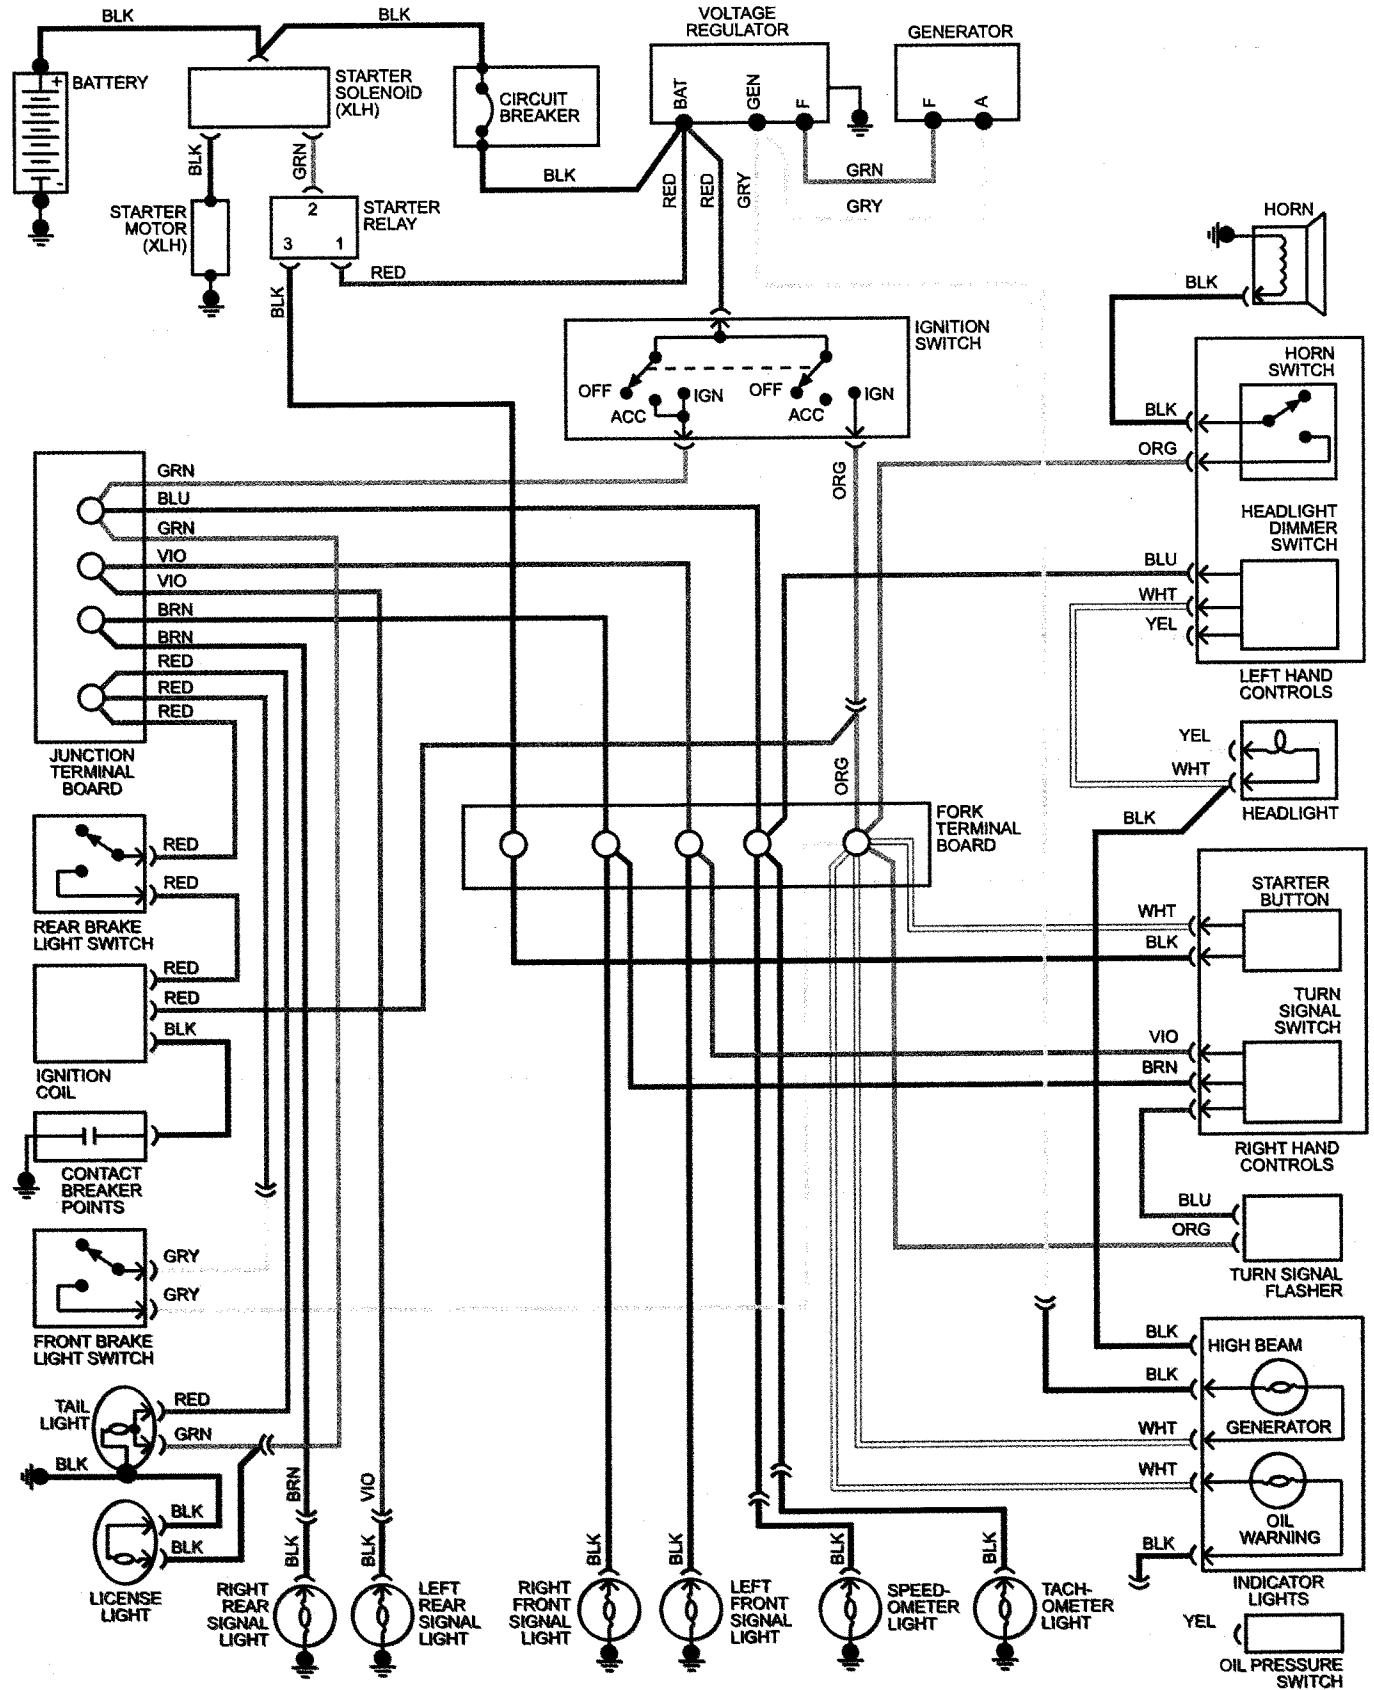 BLK
BLK
VOLTAGE
REGULATOR
GENERATOR
+
BATTERY
-
STARTER
SOLENOID
(XLH)
CIRCUIT
BREAKER
BAT
GEN
F
F
A
BLK
GRN
BLK
RED
RED
GRY
GRN
GRY
STARTER
MOTOR
(XLH)
2
3
1
STARTER
RELAY
RED
BLK
HORN
BLK
IGNITION
SWITCH
OFF
ACC
IGN
OFF
ACC
IGN
HORN
SWITCH
BLK
ORG
ORG
HEADLIGHT
DIMMER
SWITCH
BLU
WHT
YEL
LEFT HAND
CONTROLS
GRN
BLU
GRN
VIO
VIO
BRN
BRN
RED
RED
RED
JUNCTION
TERMINAL
BOARD
YEL
WHT
HEADLIGHT
BLK
ORG
FORK
TERMINAL
BOARD
RED
RED
REAR BRAKE
LIGHT SWITCH
STARTER
BUTTON
WHT
BLK
RED
RED
BLK
IGNITION
COIL
TURN
SIGNAL
SWITCH
VIO
BRN
RIGHT HAND
CONTROLS
CONTACT
BREAKER
POINTS
BLU
ORG
TURN SIGNAL
FLASHER
GRY
GRY
FRONT BRAKE
LIGHT SWITCH
BLK
HIGH BEAM
BLK
GENERATOR
WHT
WHT
OIL
WARNING
BLK
INDICATOR
LIGHTS
TAIL
LIGHT
RED
GRN
BLK
BLK
BLK
LICENSE
LIGHT
BRN
VIO
BLK
BLK
BLK
BLK
BLK
BLK
RIGHT
REAR
SIGNAL
LIGHT
LEFT
REAR
SIGNAL
LIGHT
RIGHT
FRONT
SIGNAL
LIGHT
LEFT
FRONT
SIGNAL
LIGHT
SPEED-
OMETER
LIGHT
TACH-
OMETER
LIGHT
YEL
OIL PRESSURE
SWITCH